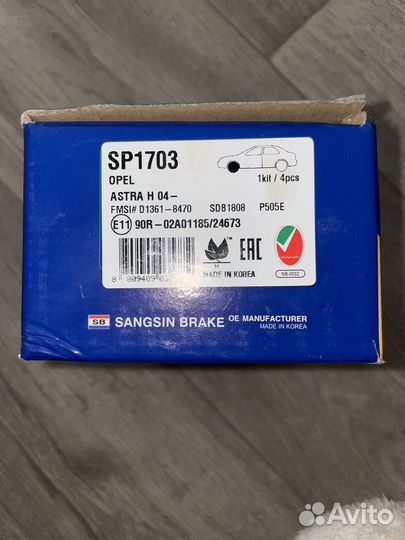 SP1703
OPEL
1kit / 4pcs
ASTRA H 04-
FMSI# D1361-8470 SDB1808 P505E
E11 90R-02A01185/24673
EAC
MADE IN KOREA
NB-0002
SB SANGSIN BRAKE OE MANUFACTURER
MADE IN KOREA
Avito